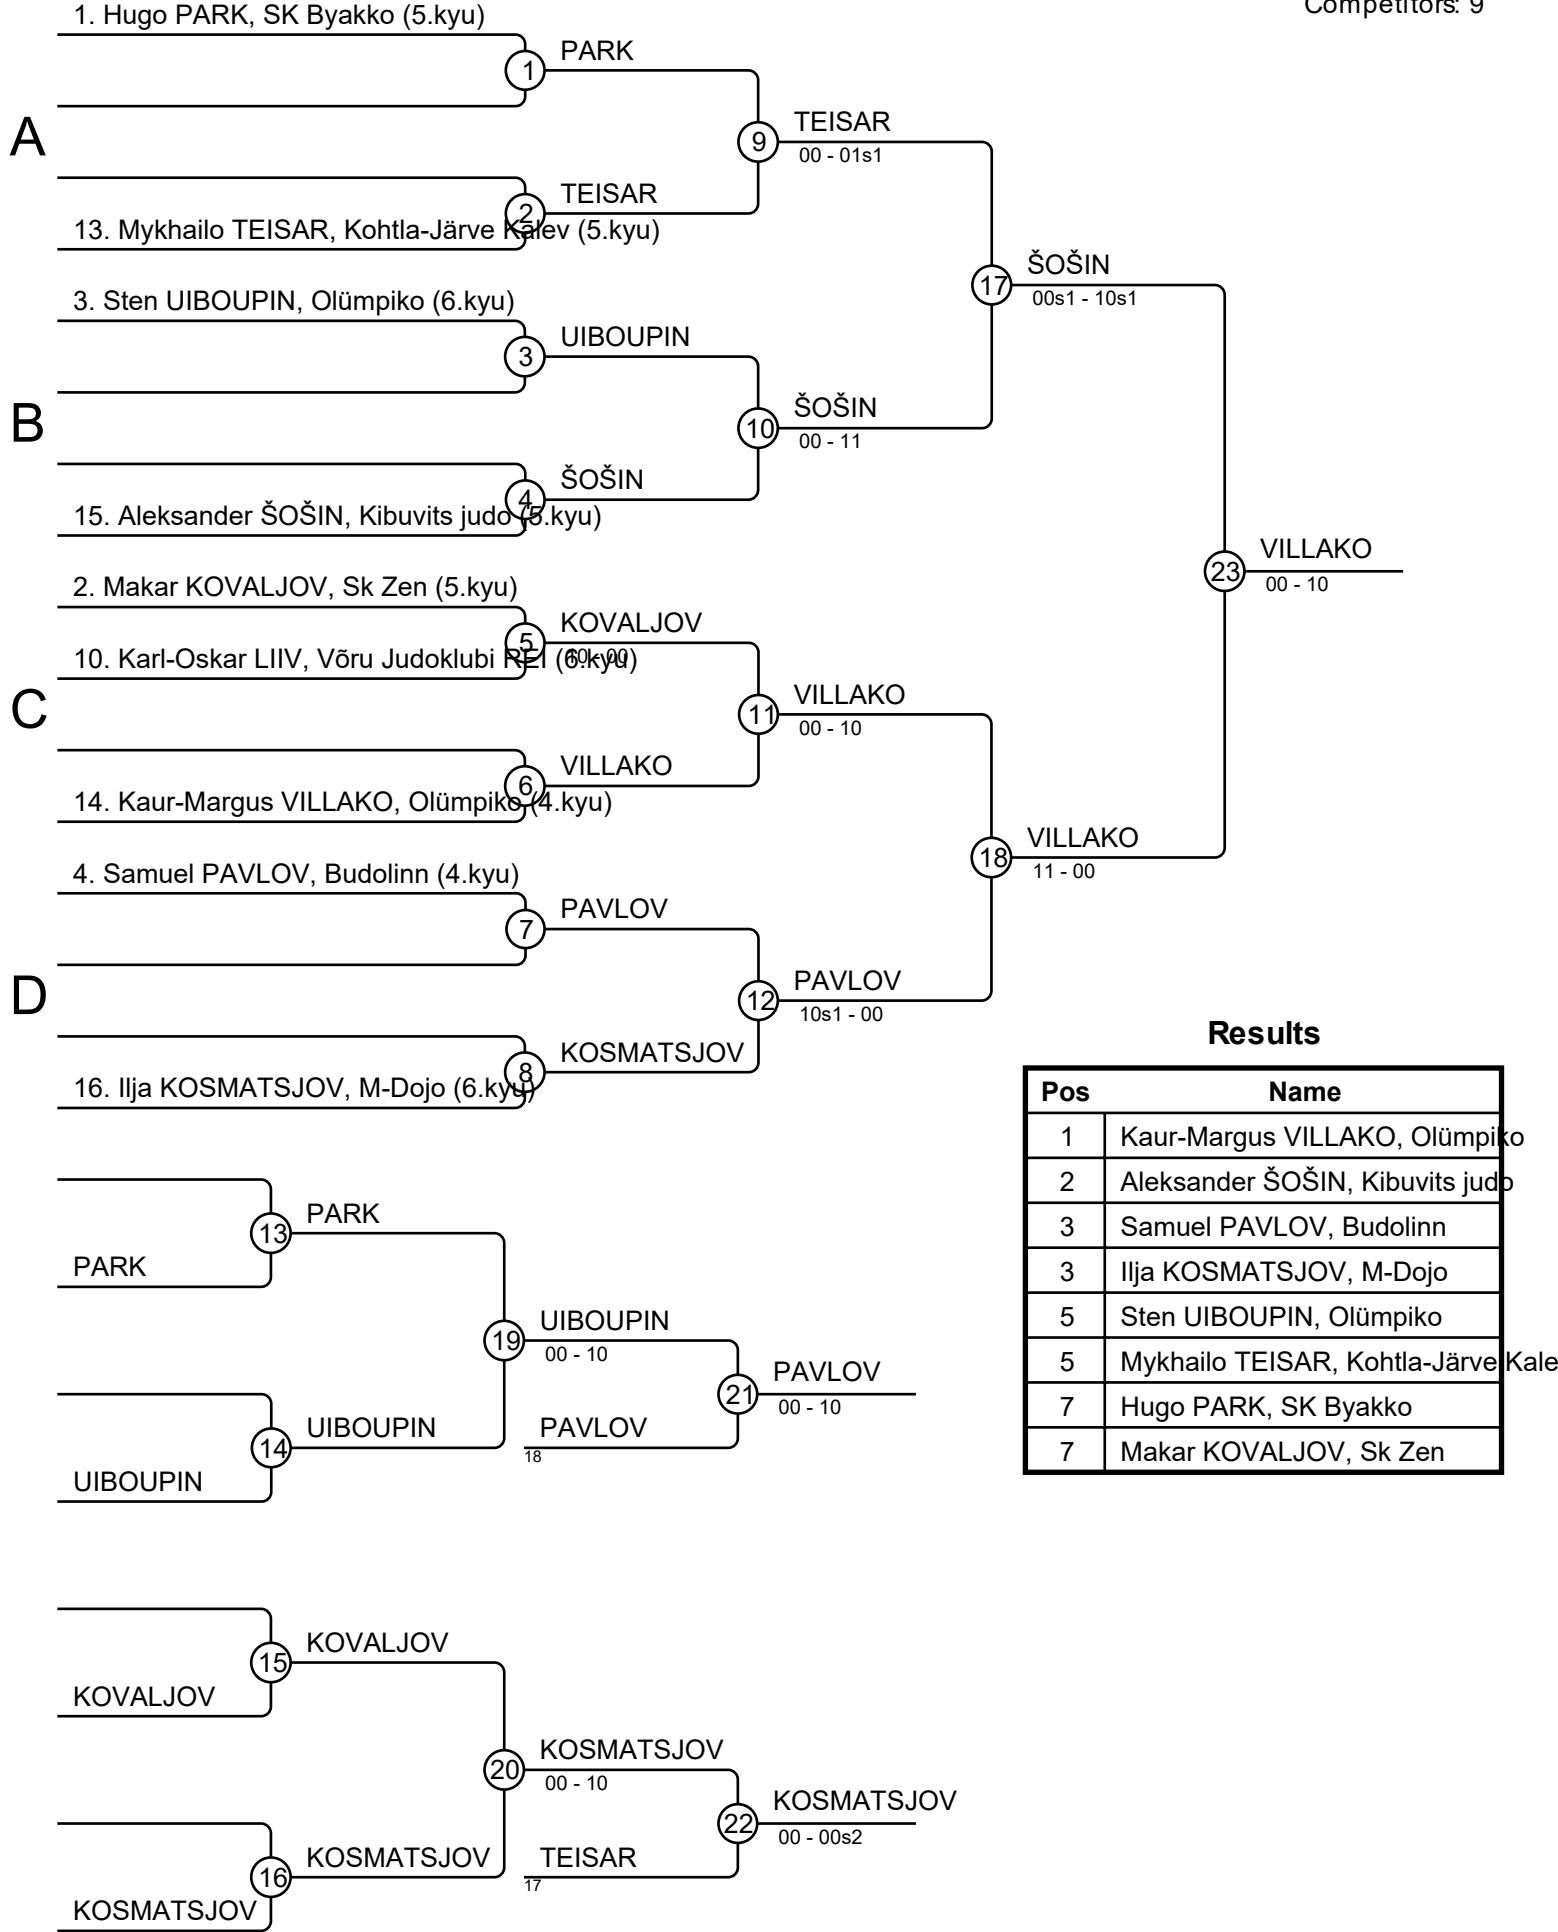 Competitors: 9
1. Hugo PARK, SK Byakko (5.kyu)
1
PARK
A
9
TEISAR
00 - 01s1
2
TEISAR
13. Mykhailo TEISAR, Kohtla-Järve Kalev (5.kyu)
17
ŠOŠIN
00s1 - 10s1
3. Sten UIBOUPIN, Olümpiko (6.kyu)
3
UIBOUPIN
B
10
ŠOŠIN
00 - 11
4
ŠOŠIN
15. Aleksander ŠOŠIN, Kibuvits judo (5.kyu)
23
VILLAKO
00 - 10
2. Makar KOVALJOV, Sk Zen (5.kyu)
5
KOVALJOV
10 - 00
10. Karl-Oskar LIIV, Võru Judoklubi REI (6.kyu)
C
11
VILLAKO
00 - 10
6
VILLAKO
14. Kaur-Margus VILLAKO, Olümpiko (4.kyu)
18
VILLAKO
11 - 00
4. Samuel PAVLOV, Budolinn (4.kyu)
7
PAVLOV
D
12
PAVLOV
10s1 - 00
8
KOSMATSJOV
16. Ilja KOSMATSJOV, M-Dojo (6.kyu)
Results
Pos Name
1 Kaur-Margus VILLAKO, Olümpiko
2 Aleksander ŠOŠIN, Kibuvits judo
3 Samuel PAVLOV, Budolinn
3 Ilja KOSMATSJOV, M-Dojo
5 Sten UIBOUPIN, Olümpiko
5 Mykhailo TEISAR, Kohtla-Järve Kale
7 Hugo PARK, SK Byakko
7 Makar KOVALJOV, Sk Zen
13
PARK
PARK
19
UIBOUPIN
00 - 10
21
PAVLOV
00 - 10
14
UIBOUPIN
PAVLOV
18
UIBOUPIN
15
KOVALJOV
KOVALJOV
20
KOSMATSJOV
00 - 10
22
KOSMATSJOV
00 - 00s2
16
KOSMATSJOV
TEISAR
17
KOSMATSJOV